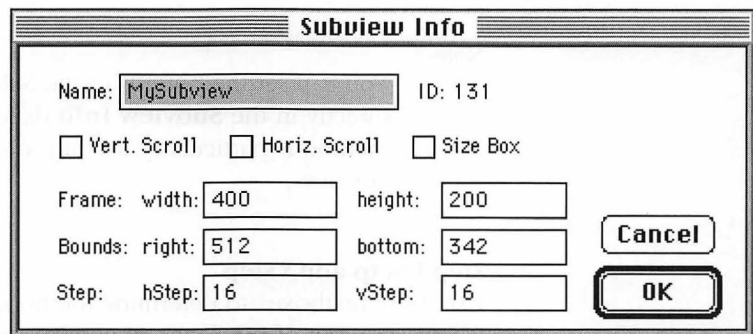 Subview Info
Name: MySubview ID: 131
Vert. Scroll Horiz. Scroll Size Box
Frame: width: 400 height: 200
Bounds: right: 512 bottom: 342
Cancel
Step: hStep: 16 vStep: 16
OK